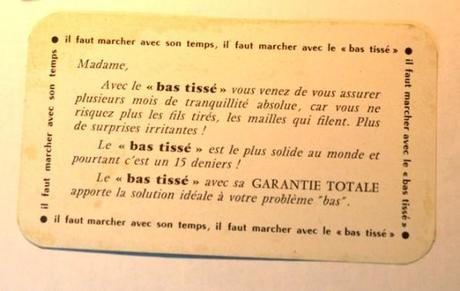 il faut marcher avec son temps, il faut marcher avec le « bas tissé » ●
Madame,
Avec le « bas tissé » vous venez de vous assurer
plusieurs mois de tranquillité absolue, car vous ne
risquez plus les fils tirés, les mailles qui filent. Plus
de surprises irritantes !
Le « bas tissé » est le plus solide au monde et
pourtant c'est un 15 deniers !
Le « bas tissé » avec sa GARANTIE TOTALE
apporte la solution idéale à votre problème "bas".
● il faut marcher avec son temps, il faut marcher avec le « bas tissé » ●
il faut marcher avec son temps ●
il faut marcher avec le « bas tissé » ●